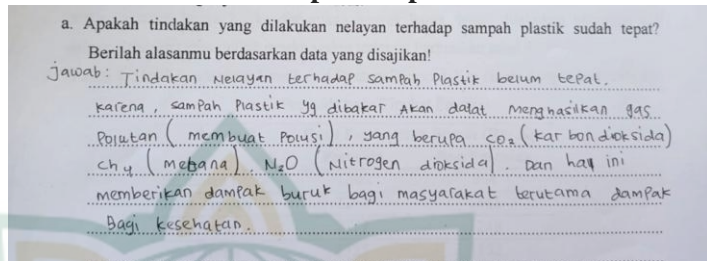 a. Apakah tindakan yang dilakukan nelayan terhadap sampah plastik sudah tepat?
Berilah alasanmu berdasarkan data yang disajikan!
Jawab : Tindakan Nelayan terhadap sampah Plastik belum tepat.
Karena, sampah Plastik yg dibakar Akan dapat menghasilkan gas
Polutan ( membuat Polusi ) , yang berupa CO2 ( karbondioksida )
CH4 ( metana ). N2O ( Nitrogen dioksida ). Dan hal ini
memberikan dampak buruk bagi masyarakat terutama dampak
Bagi kesehatan.